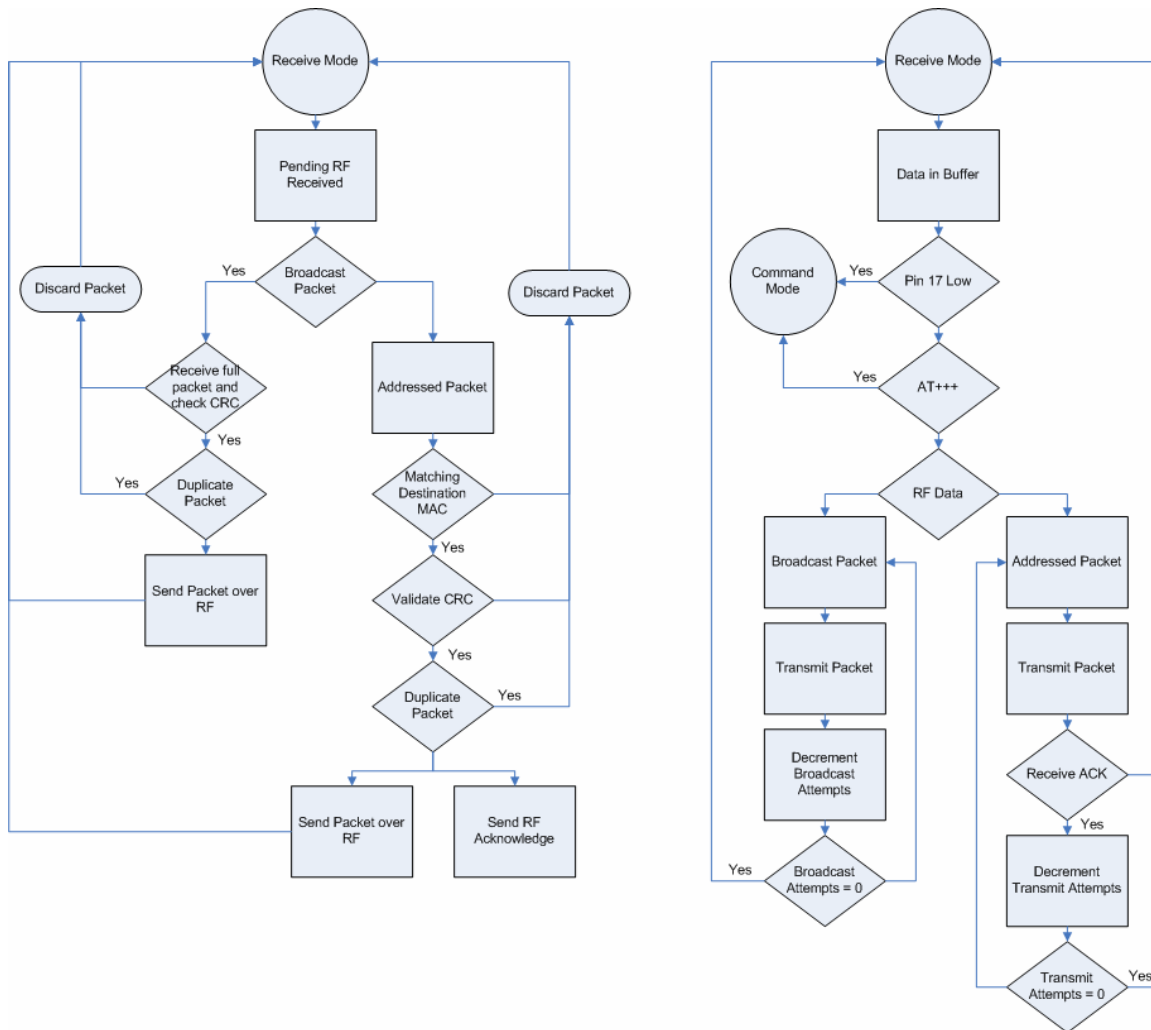 Receive Mode
Pending RF
Received
Yes
Broadcast
Packet
Discard Packet
Discard Packet
Receive full
packet and
check CRC
Addressed Packet
Yes
Yes
Duplicate
Packet
Matching
Destination
MAC
Yes
Send Packet over
RF
Validate CRC
Yes
Duplicate
Packet
Yes
Send Packet over
RF
Send RF
Acknowledge
Receive Mode
Data in Buffer
Command
Mode
Yes
Pin 17 Low
Yes
AT+++
RF Data
Broadcast Packet
Addressed Packet
Transmit Packet
Transmit Packet
Decrement
Broadcast
Attempts
Receive ACK
Yes
Yes
Broadcast
Attempts = 0
Decrement
Transmit Attempts
Transmit
Attempts = 0
Yes